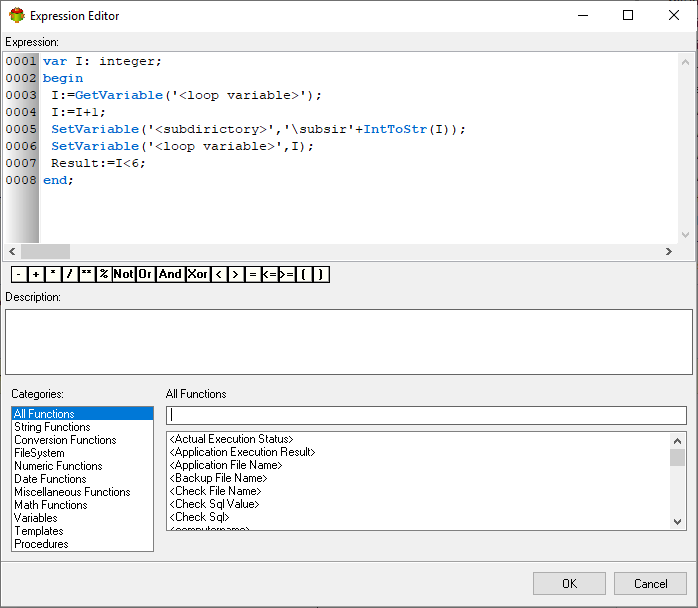 Expression Editor
Expression:
0001 var I: integer;
0002 begin
0003  I:=GetVariable('<loop variable>');
0004  I:=I+1;
0005  SetVariable('<subdirictory>','\subsir'+IntToStr(I));
0006  SetVariable('<loop variable>',I);
0007  Result:=I<6;
0008 end;
- + * / ** % Not Or And Xor < > = <= >= ( )
Description:
Categories:
All Functions
String Functions
Conversion Functions
FileSystem
Numeric Functions
Date Functions
Miscellaneous Functions
Math Functions
Variables
Templates
Procedures
All Functions
<Actual Execution Status>
<Application Execution Result>
<Application File Name>
<Backup File Name>
<Check File Name>
<Check Sql Value>
<Check Sql>
<computername>
OK Cancel